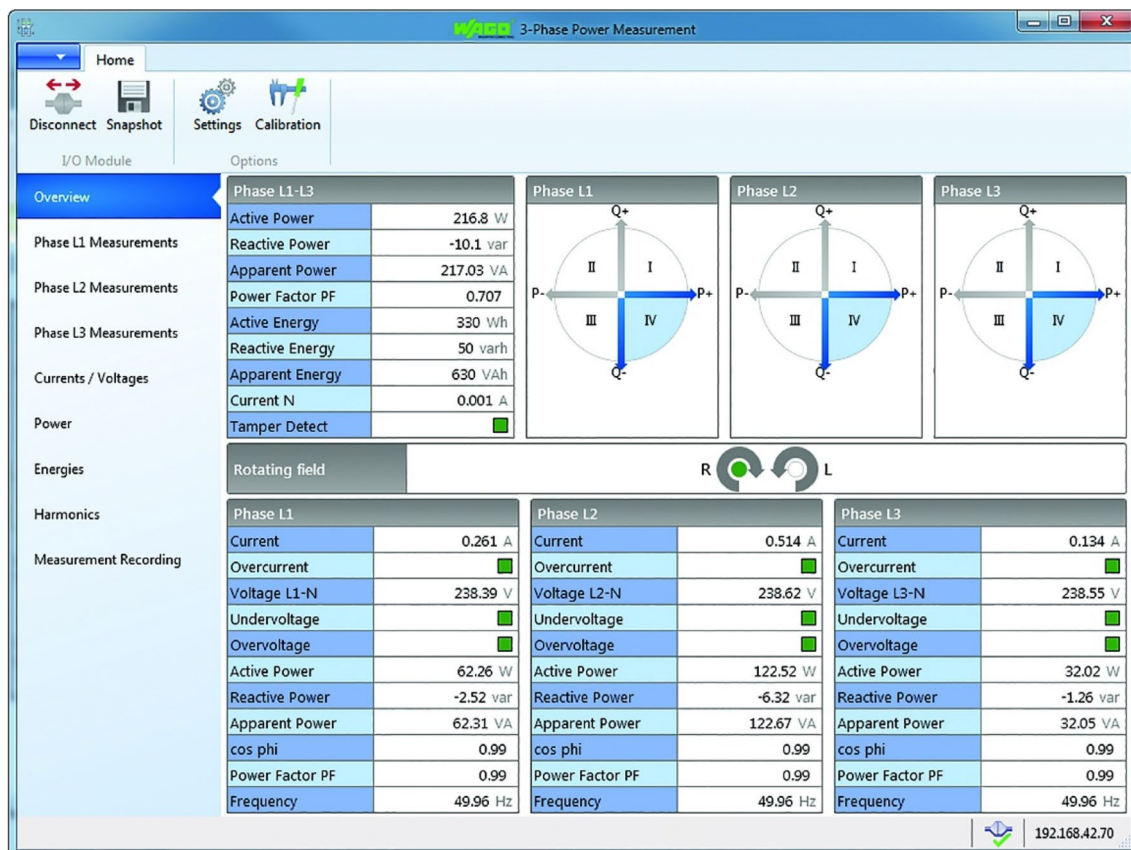 WAGO 3-Phase Power Measurement
Home
Disconnect Snapshot Settings Calibration
I/O Module Options
Overview
Phase L1 Measurements
Phase L2 Measurements
Phase L3 Measurements
Currents / Voltages
Power
Energies
Harmonics
Measurement Recording
Phase L1-L3
Active Power 216.8 W
Reactive Power -10.1 var
Apparent Power 217.03 VA
Power Factor PF 0.707
Active Energy 330 Wh
Reactive Energy 50 varh
Apparent Energy 630 VAh
Current N 0.001 A
Tamper Detect
Phase L1
Q+
II I
P- P+
III IV
Q-
Phase L2
Q+
II I
P- P+
III IV
Q-
Phase L3
Q+
II I
P- P+
III IV
Q-
Rotating field R L
Phase L1
Current 0.261 A
Overcurrent
Voltage L1-N 238.39 V
Undervoltage
Overvoltage
Active Power 62.26 W
Reactive Power -2.52 var
Apparent Power 62.31 VA
cos phi 0.99
Power Factor PF 0.99
Frequency 49.96 Hz
Phase L2
Current 0.514 A
Overcurrent
Voltage L2-N 238.62 V
Undervoltage
Overvoltage
Active Power 122.52 W
Reactive Power -6.32 var
Apparent Power 122.67 VA
cos phi 0.99
Power Factor PF 0.99
Frequency 49.96 Hz
Phase L3
Current 0.134 A
Overcurrent
Voltage L3-N 238.55 V
Undervoltage
Overvoltage
Active Power 32.02 W
Reactive Power -1.26 var
Apparent Power 32.05 VA
cos phi 0.99
Power Factor PF 0.99
Frequency 49.96 Hz
192.168.42.70